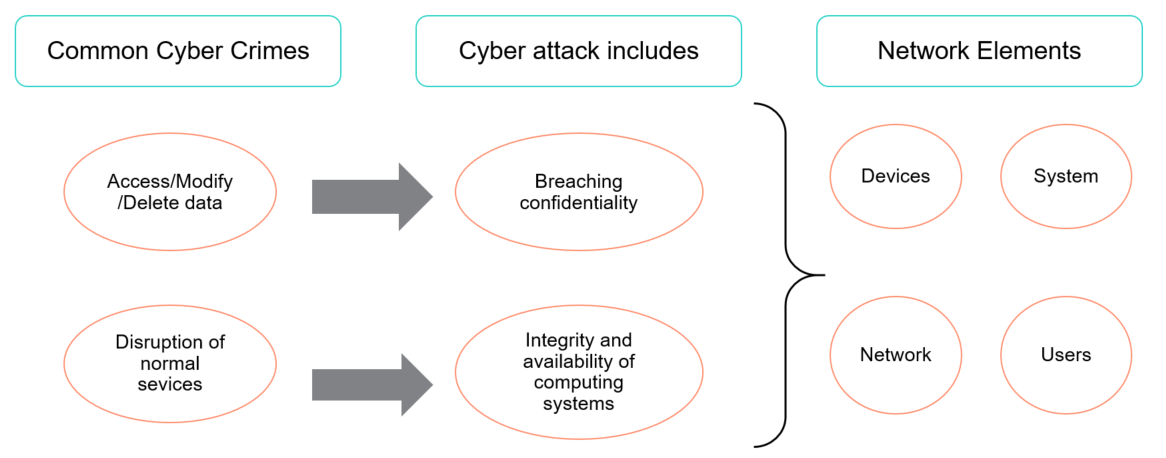 Common Cyber Crimes
Cyber attack includes
Network Elements
Access/Modify
/Delete data
Breaching
confidentiality
Devices
System
Disruption of
normal
sevices
Integrity and
availability of
computing
systems
Network
Users